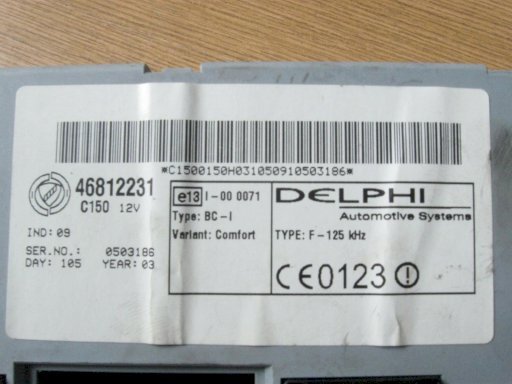 *C1500150H031050910503186*
46812231
C150 12V
IND: 09
SER.NO.: 0503186
DAY: 105 YEAR: 03
e13 I-00 0071
Type: BC-I
Variant: Comfort
DELPHI
Automotive Systems
TYPE: F-125 kHz
CE0123